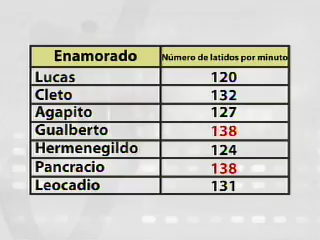 Enamorado Número de latidos por minuto
Lucas 120
Cleto 132
Agapito 127
Gualberto 138
Hermenegildo 124
Pancracio 138
Leocadio 131